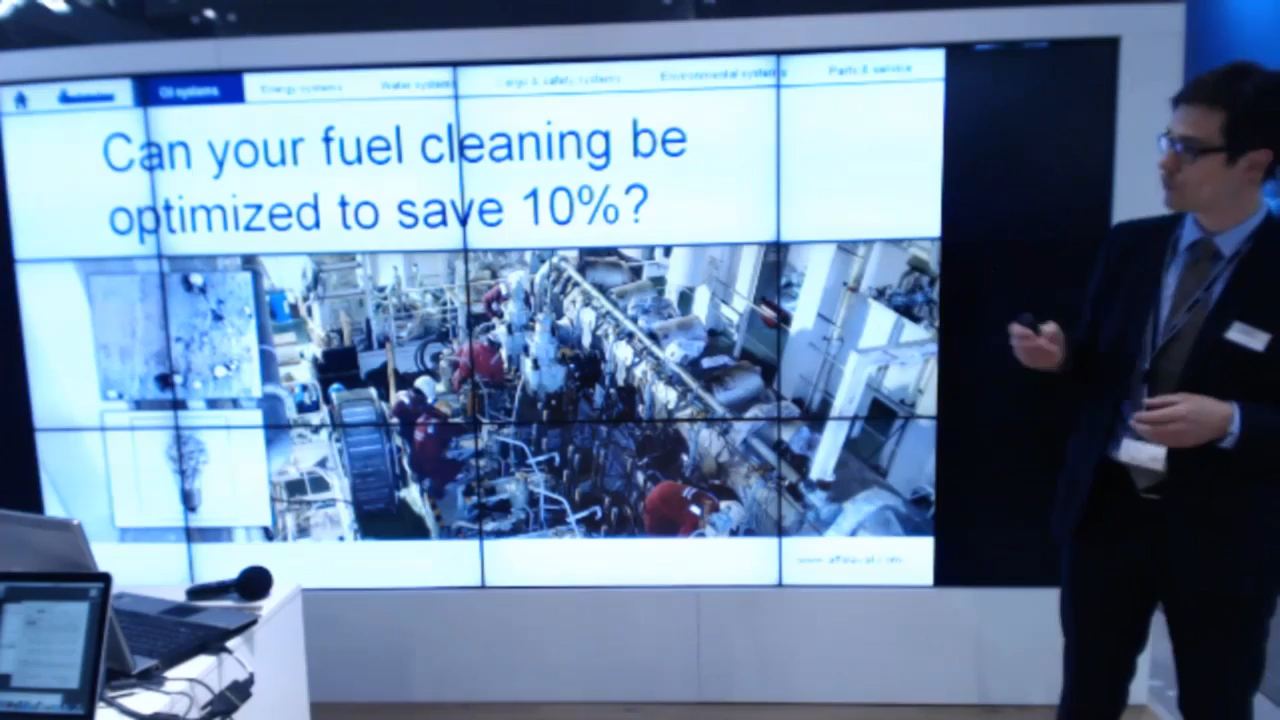 Oil systems
Energy systems
Water systems
Cargo & safety systems
Environmental systems
Parts & service
Can your fuel cleaning be
optimized to save 10%?